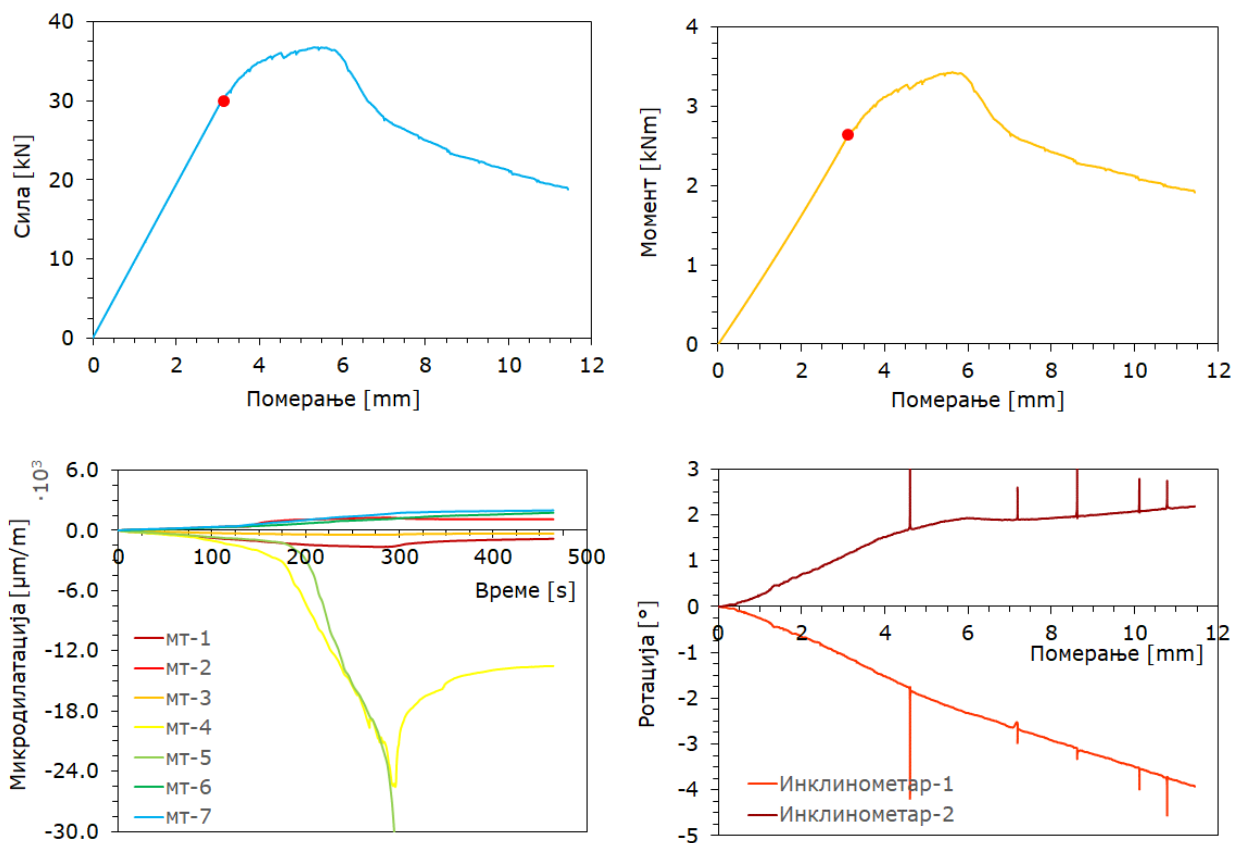 40
30
20
10
0
Сила [kN]
0 2 4 6 8 10 12
Померање [mm]
4
3
2
1
0
Момент [kNm]
0 2 4 6 8 10 12
Померање [mm]
·10³
6.0
0.0
-6.0
-12.0
-18.0
-24.0
-30.0
Микродилатација [μm/m]
0 100 200 300 400 500
Време [s]
мт-1
мт-2
мт-3
мт-4
мт-5
мт-6
мт-7
3
2
1
0
-1
-2
-3
-4
-5
Ротација [°]
0 2 4 6 8 10 12
Померање [mm]
Инклинометар-1
Инклинометар-2